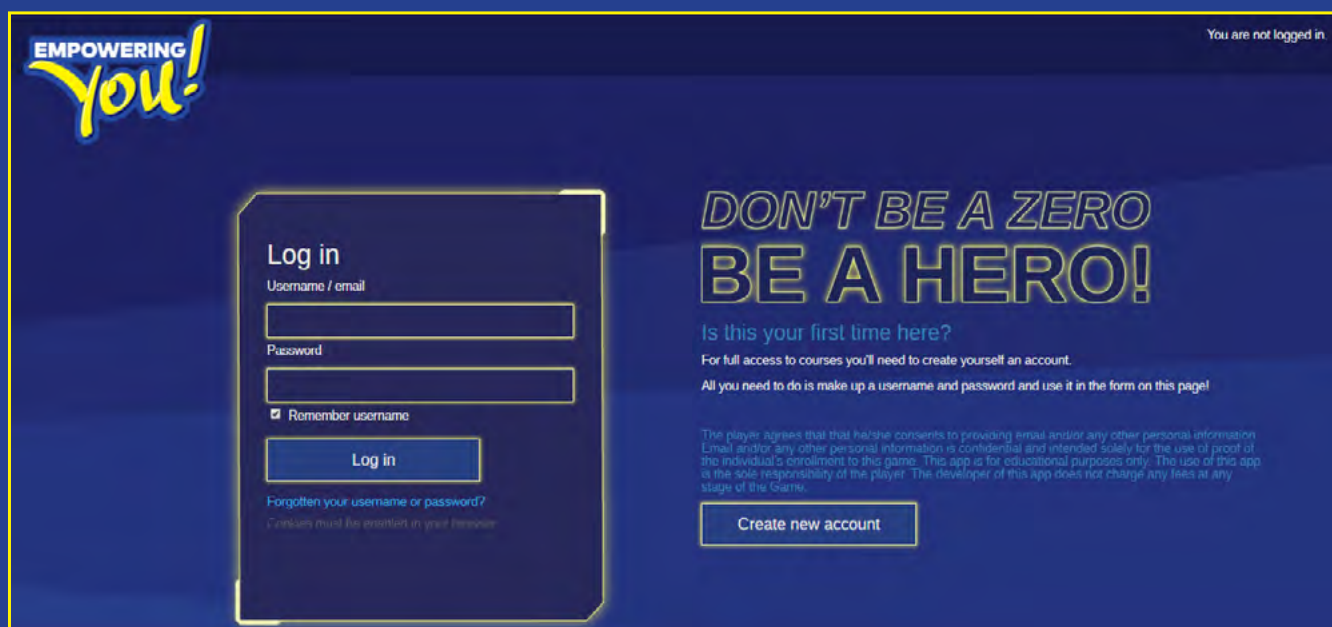 EMPOWERING
You!
You are not logged in.
Log in
Username / email
Password
Remember username
Log in
Forgotten your username or password?
Cookies must be enabled in your browser
DON'T BE A ZERO
BE A HERO!
Is this your first time here?
For full access to courses you'll need to create yourself an account.
All you need to do is make up a username and password and use it in the form on this page!
The player agrees that that he/she consents to providing email and/or any other personal information.
Email and/or any other personal information is confidential and intended solely for the use of proof of
the individual's enrollment to this game. This app is for educational purposes only. The use of this app
is the sole responsibility of the player. The developer of this app does not charge any fees at any
stage of the Game.
Create new account